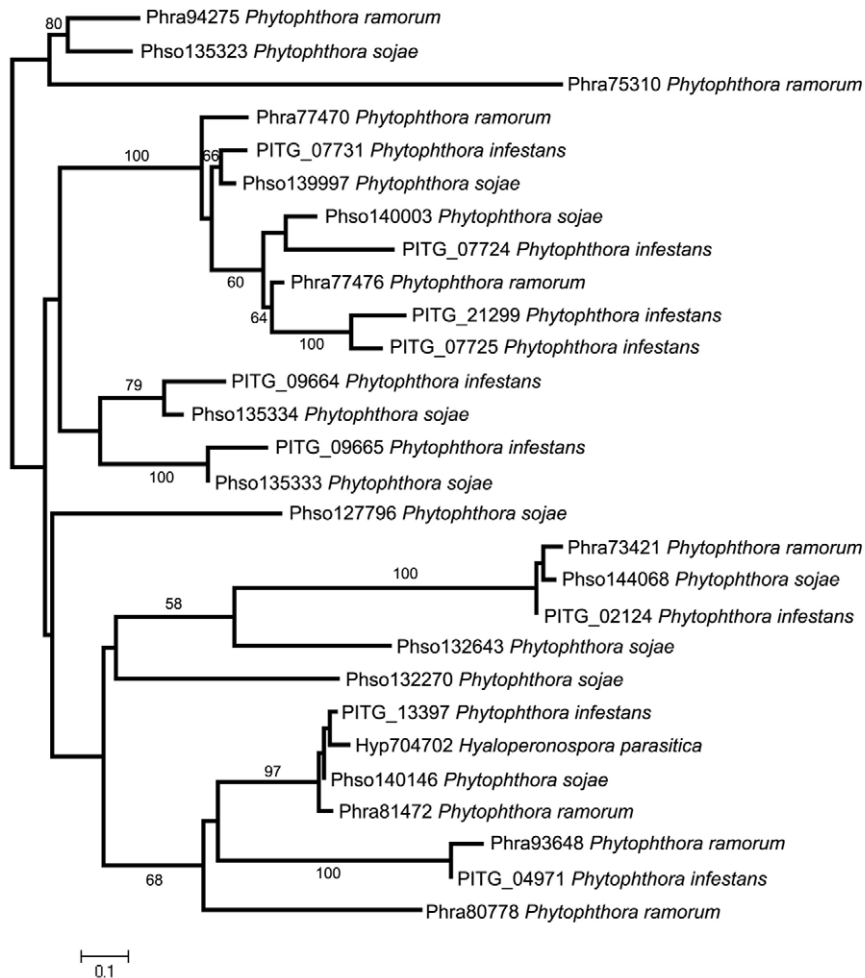 80
Phra94275 Phytophthora ramorum
Phso135323 Phytophthora sojae
Phra75310 Phytophthora ramorum
Phra77470 Phytophthora ramorum
100
66
PITG_07731 Phytophthora infestans
Phso139997 Phytophthora sojae
Phso140003 Phytophthora sojae
PITG_07724 Phytophthora infestans
60
Phra77476 Phytophthora ramorum
64
PITG_21299 Phytophthora infestans
100
PITG_07725 Phytophthora infestans
79
PITG_09664 Phytophthora infestans
Phso135334 Phytophthora sojae
PITG_09665 Phytophthora infestans
100
Phso135333 Phytophthora sojae
Phso127796 Phytophthora sojae
Phra73421 Phytophthora ramorum
100
Phso144068 Phytophthora sojae
58
PITG_02124 Phytophthora infestans
Phso132643 Phytophthora sojae
Phso132270 Phytophthora sojae
PITG_13397 Phytophthora infestans
Hyp704702 Hyaloperonospora parasitica
97
Phso140146 Phytophthora sojae
Phra81472 Phytophthora ramorum
Phra93648 Phytophthora ramorum
100
PITG_04971 Phytophthora infestans
68
Phra80778 Phytophthora ramorum
0.1